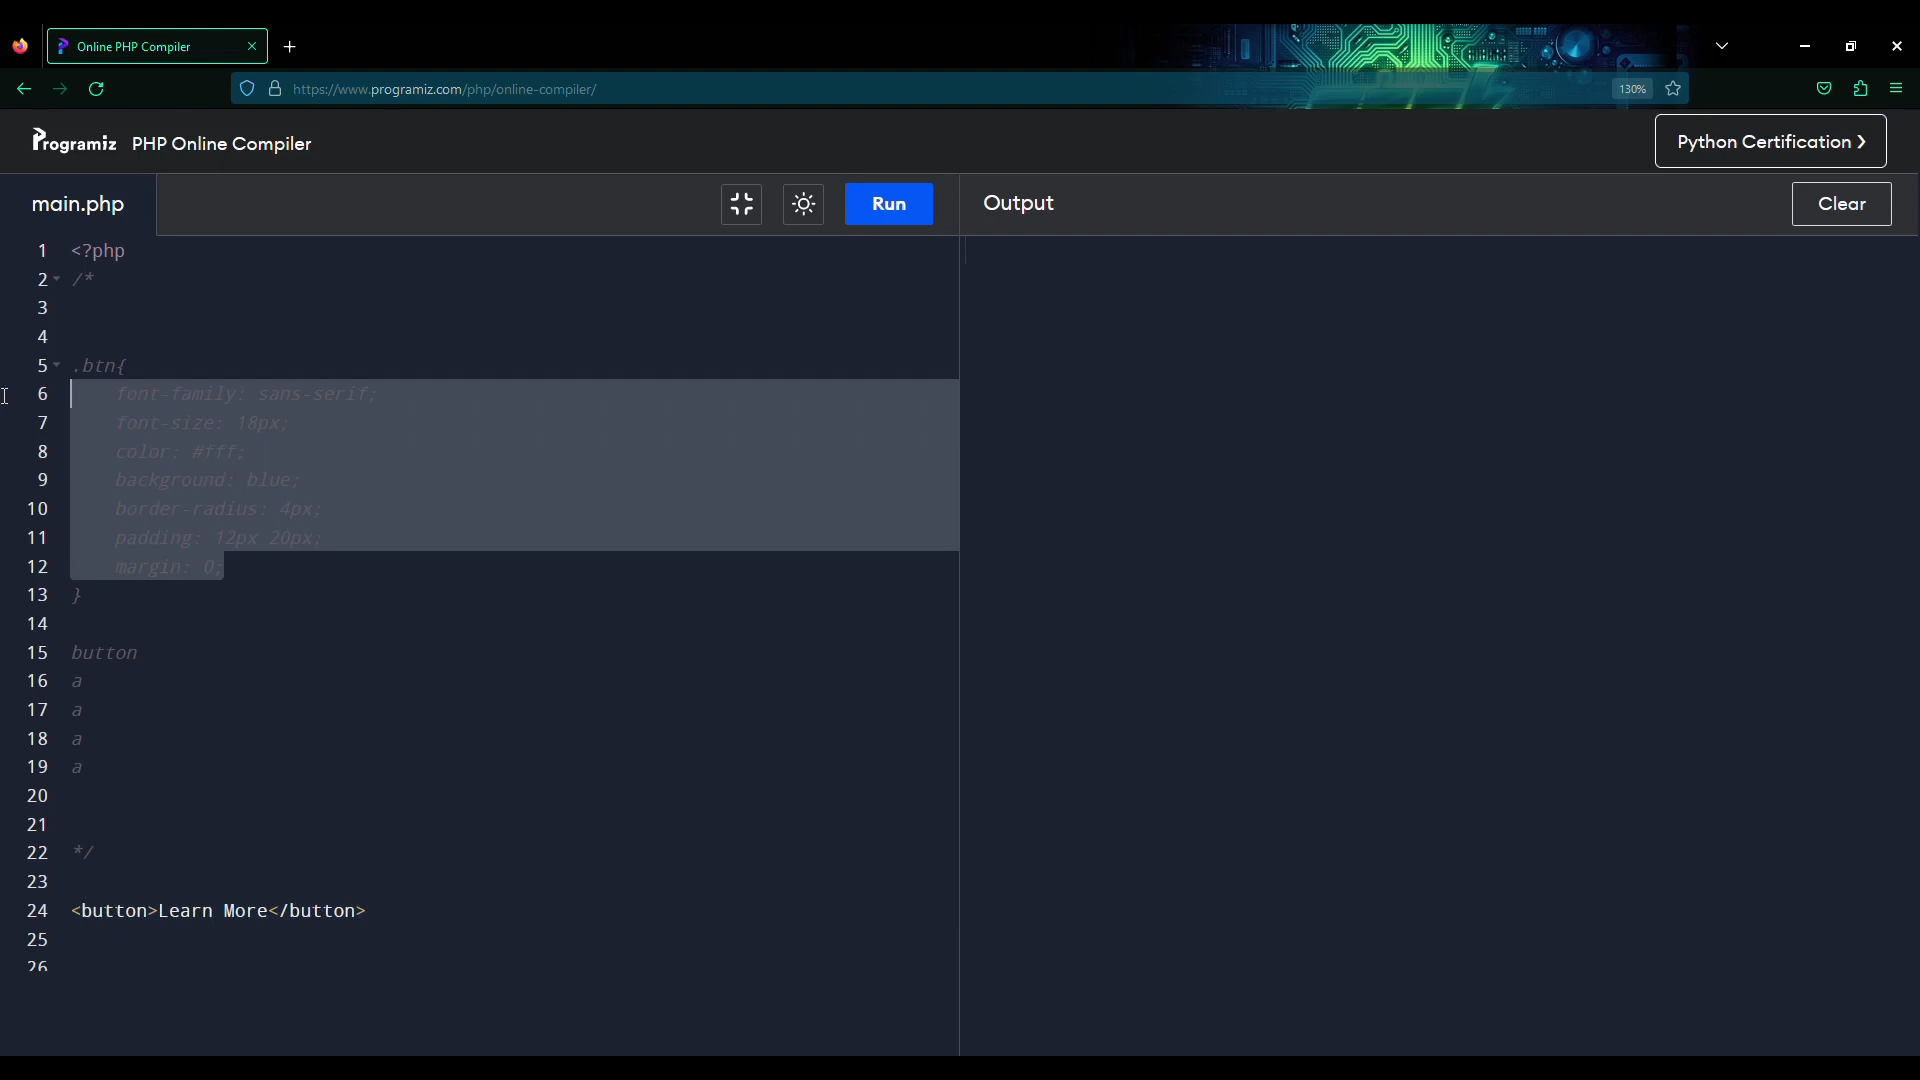 Online PHP Compiler
https://www.programiz.com/php/online-compiler/
130%
Programiz PHP Online Compiler
Python Certification ❯
main.php
Run
Output
Clear
1 <?php
2 /*
3
4
5 .btn{
6     font-family: sans-serif;
7     font-size: 18px;
8     color: #fff;
9     background: blue;
10     border-radius: 4px;
11     padding: 12px 20px;
12     margin: 0;
13 }
14
15 button
16 a
17 a
18 a
19 a
20
21
22 */
23
24 <button>Learn More</button>
25
26